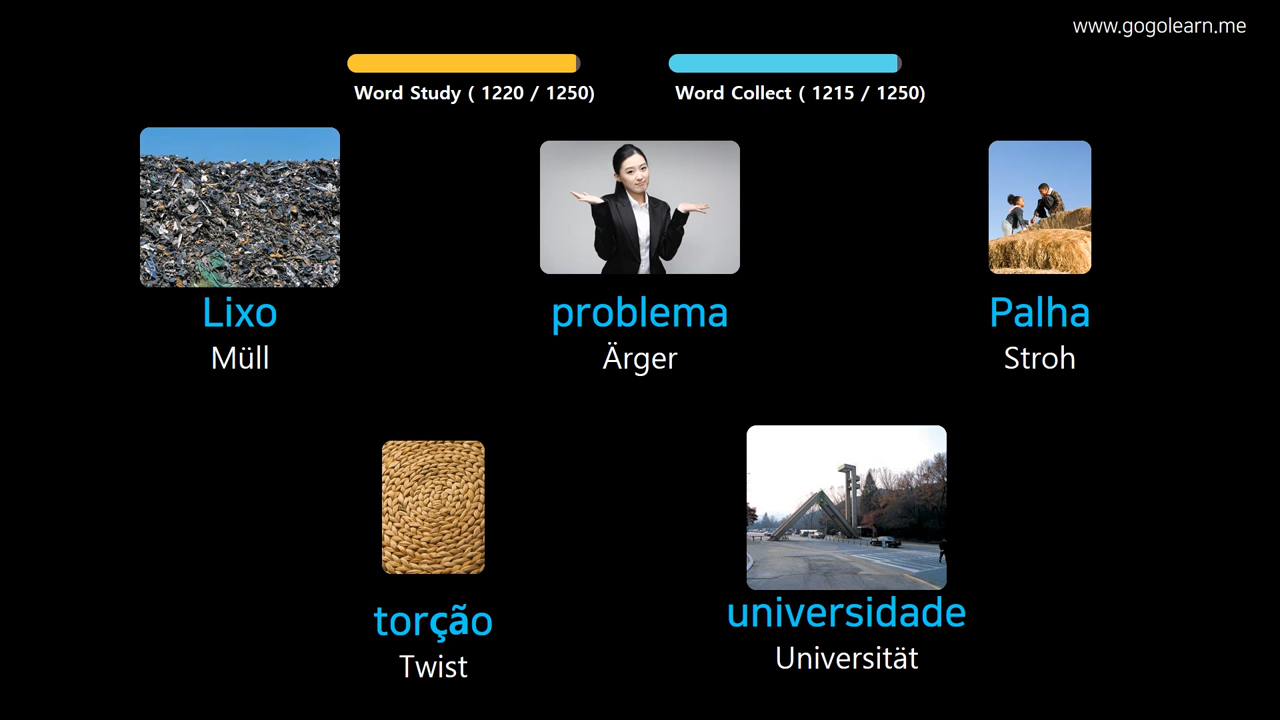 www.gogolearn.me
Word Study ( 1220 / 1250)
Word Collect ( 1215 / 1250)
Lixo
Müll
problema
Ärger
Palha
Stroh
torção
Twist
universidade
Universität